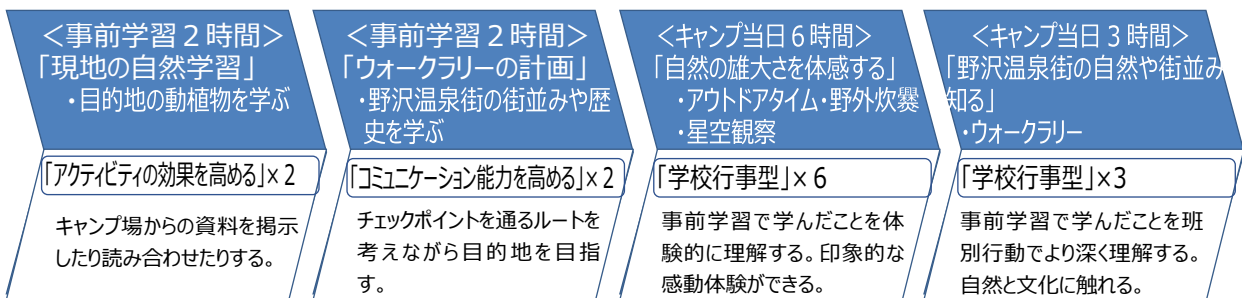 ＜事前学習２時間＞
「現地の自然学習」
・目的地の動植物を学ぶ
「アクティビティの効果を高める」×２
キャンプ場からの資料を掲示
したり読み合わせたりする。
＜事前学習２時間＞
「ウォークラリーの計画」
・野沢温泉街の街並みや歴
史を学ぶ
「コミュニケーション能力を高める」×２
チェックポイントを通るルートを
考えながら目的地を目指
す。
＜キャンプ当日６時間＞
「自然の雄大さを体感する」
・アウトドアタイム・野外炊爨
・星空観察
「学校行事型」×６
事前学習で学んだことを体
験的に理解する。印象的な
感動体験ができる。
＜キャンプ当日３時間＞
「野沢温泉街の自然や街並み
知る」
・ウォークラリー
「学校行事型」×３
事前学習で学んだことを班
別行動でより深く理解する。
自然と文化に触れる。